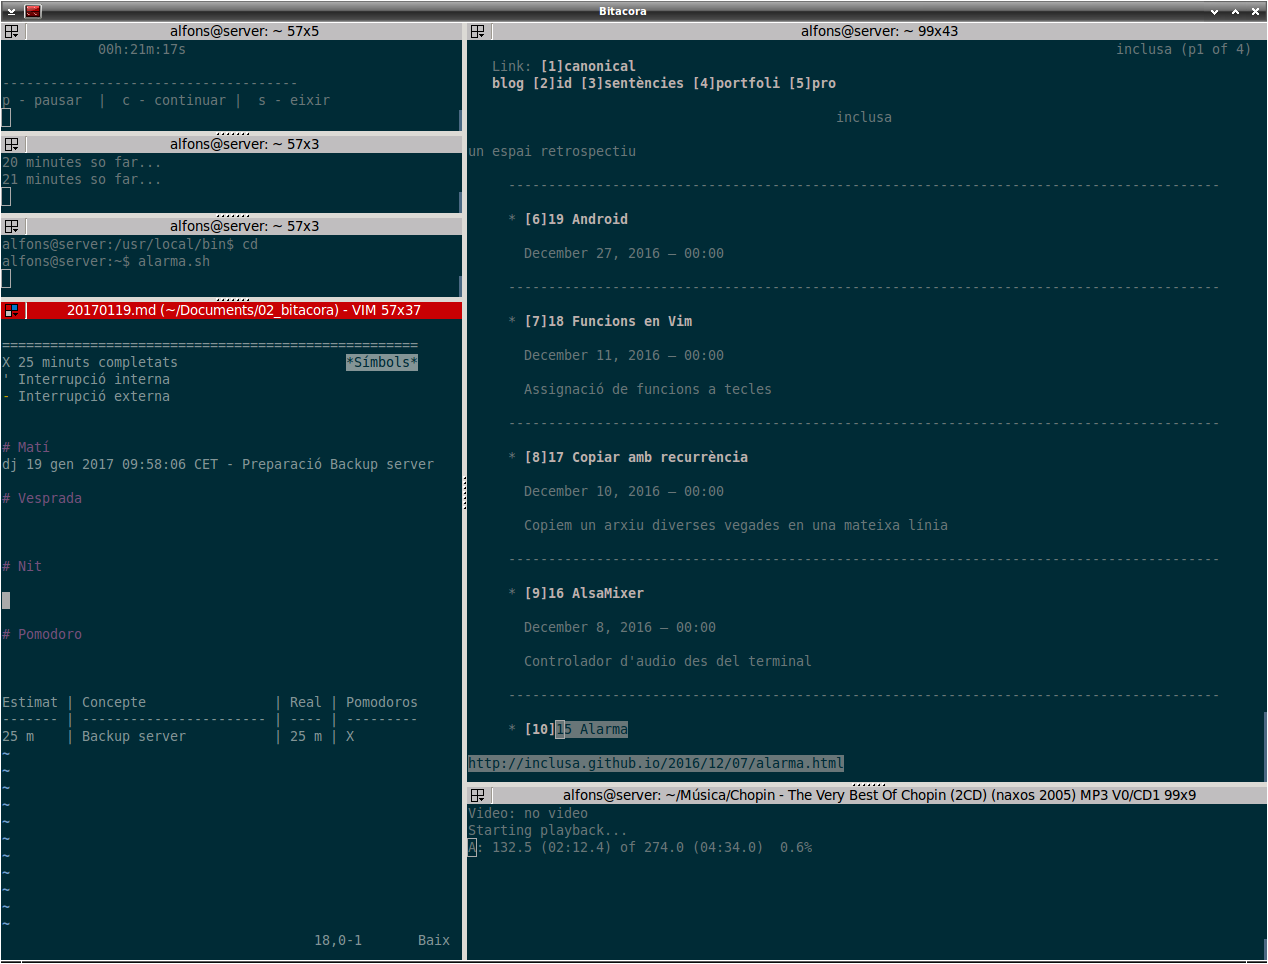 Bitacora
alfons@server: ~ 57x5
00h:21m:17s
-------------------------------------
p - pausar  |  c - continuar |  s - eixir
alfons@server: ~ 57x3
20 minutes so far...
21 minutes so far...
alfons@server: ~ 57x3
alfons@server:/usr/local/bin$ cd
alfons@server:~$ alarma.sh
20170119.md (~/Documents/02_bitacora) - VIM 57x37
====================================================
X 25 minuts completats                     *Símbols*
' Interrupció interna
- Interrupció externa
# Matí
dj 19 gen 2017 09:58:06 CET - Preparació Backup server
# Vesprada
# Nit
# Pomodoro
Estimat | Concepte                | Real | Pomodoros
------- | ----------------------- | ---- | ---------
25 m    | Backup server           | 25 m | X
~
~
~
~
~
~
~
~
~
~
~
18,0-1       Baix
alfons@server: ~ 99x43
inclusa (p1 of 4)
Link: [1]canonical
blog [2]id [3]sentències [4]portfoli [5]pro
inclusa
un espai retrospectiu
-----------------------------------------------------------------------------------------
* [6]19 Android
December 27, 2016 — 00:00
-----------------------------------------------------------------------------------------
* [7]18 Funcions en Vim
December 11, 2016 — 00:00
Assignació de funcions a tecles
-----------------------------------------------------------------------------------------
* [8]17 Copiar amb recurrència
December 10, 2016 — 00:00
Copiem un arxiu diverses vegades en una mateixa línia
-----------------------------------------------------------------------------------------
* [9]16 AlsaMixer
December 8, 2016 — 00:00
Controlador d'audio des del terminal
-----------------------------------------------------------------------------------------
* [10]15 Alarma
http://inclusa.github.io/2016/12/07/alarma.html
alfons@server: ~/Música/Chopin - The Very Best Of Chopin (2CD) (naxos 2005) MP3 V0/CD1 99x9
Video: no video
Starting playback...
A: 132.5 (02:12.4) of 274.0 (04:34.0)  0.6%